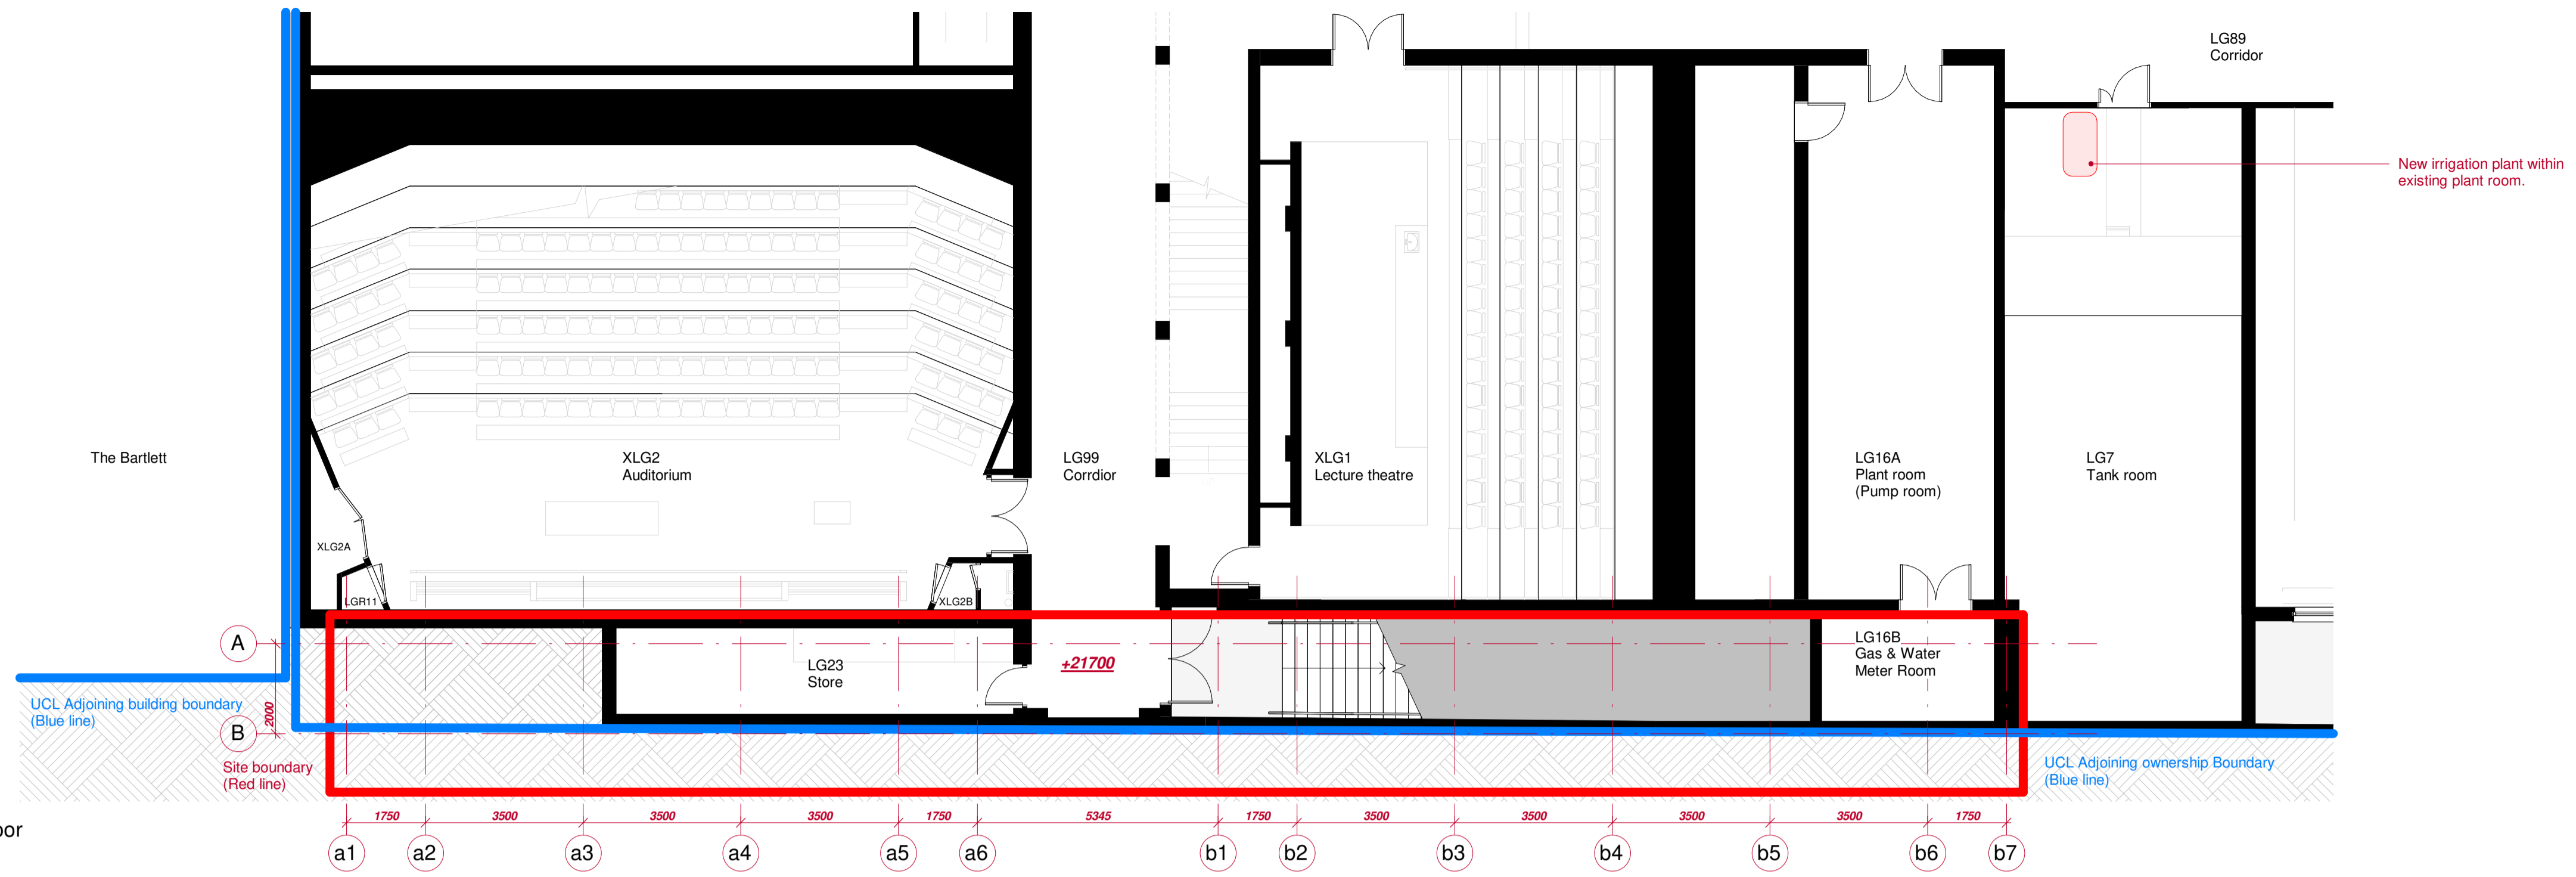 LG89
Corridor
New irrigation plant within
existing plant room.
The Bartlett
XLG2
Auditorium
LG99
Corrdior
XLG1
Lecture theatre
LG16A
Plant room
(Pump room)
LG7
Tank room
XLG2A
LGR11
XLG2B
A
LG23
Store
+21700
LG16B
Gas & Water
Meter Room
UCL Adjoining building boundary
(Blue line)
2000
B
Site boundary
(Red line)
UCL Adjoining ownership Boundary
(Blue line)
1750 3500 3500 3500 1750 5345 1750 3500 3500 3500 3500 1750
oor
a1 a2 a3 a4 a5 a6 b1 b2 b3 b4 b5 b6 b7